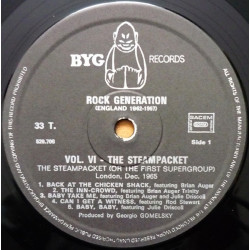 BYG RECORDS
ROCK GENERATION
(ENGLAND 1962-1967)
33 T.
SACEM
Side 1
VOL. VI - THE STEAMPACKET
THE STEAMPACKET (OR THE FIRST SUPERGROUP)
London, Dec. 1965
1. BACK AT THE CHICKEN SHACK, featuring Brian Auger
2. THE INN-CROWD, featuring Brian Auger Trinity
3. BABY TAKE ME, featuring Brian Auger and Julie Driscoll
4. CAN I GET A WITNESS, featuring Rod Stewart
5. BABY, BABY, featuring Julie Driscoll
Produced by Georgio GOMELSKY